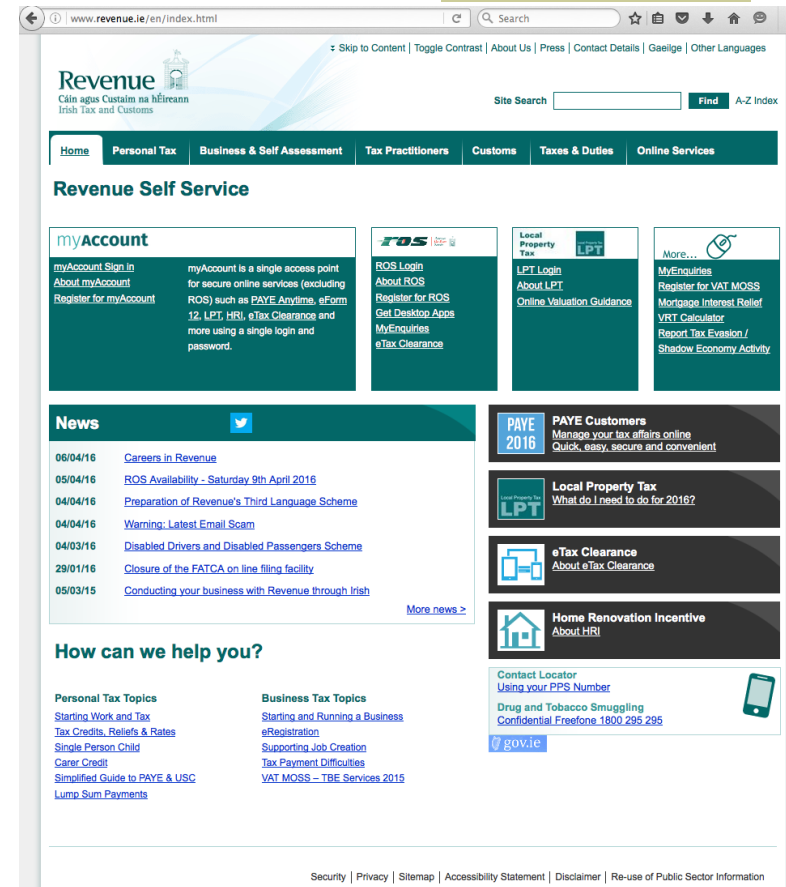 www.revenue.ie/en/index.html
Search
Skip to Content | Toggle Contrast | About Us | Press | Contact Details | Gaeilge | Other Languages
Revenue
Cáin agus Custaim na hÉireann
Irish Tax and Customs
Site Search
Find
A-Z Index
Home
Personal Tax
Business & Self Assessment
Tax Practitioners
Customs
Taxes & Duties
Online Services
Revenue Self Service
myAccount
myAccount Sign in
About myAccount
Register for myAccount
myAccount is a single access point
for secure online services (excluding
ROS) such as PAYE Anytime, eForm
12, LPT, HRI, eTax Clearance and
more using a single login and
password.
ROS
ROS Login
About ROS
Register for ROS
Get Desktop Apps
MyEnquiries
eTax Clearance
Local
Property
Tax
LPT
LPT Login
About LPT
Online Valuation Guidance
More...
MyEnquiries
Register for VAT MOSS
Mortgage Interest Relief
VRT Calculator
Report Tax Evasion /
Shadow Economy Activity
News
06/04/16 Careers in Revenue
05/04/16 ROS Availability - Saturday 9th April 2016
04/04/16 Preparation of Revenue's Third Language Scheme
04/04/16 Warning: Latest Email Scam
04/03/16 Disabled Drivers and Disabled Passengers Scheme
29/01/16 Closure of the FATCA on line filing facility
05/03/15 Conducting your business with Revenue through Irish
More news >
PAYE
2016
PAYE Customers
Manage your tax affairs online
Quick, easy, secure and convenient
Local Property Tax
LPT
Local Property Tax
What do I need to do for 2016?
eTax Clearance
About eTax Clearance
Home Renovation Incentive
About HRI
Contact Locator
Using your PPS Number
Drug and Tobacco Smuggling
Confidential Freefone 1800 295 295
gov.ie
How can we help you?
Personal Tax Topics
Starting Work and Tax
Tax Credits, Reliefs & Rates
Single Person Child
Carer Credit
Simplified Guide to PAYE & USC
Lump Sum Payments
Business Tax Topics
Starting and Running a Business
eRegistration
Supporting Job Creation
Tax Payment Difficulties
VAT MOSS – TBE Services 2015
Security | Privacy | Sitemap | Accessibility Statement | Disclaimer | Re-use of Public Sector Information